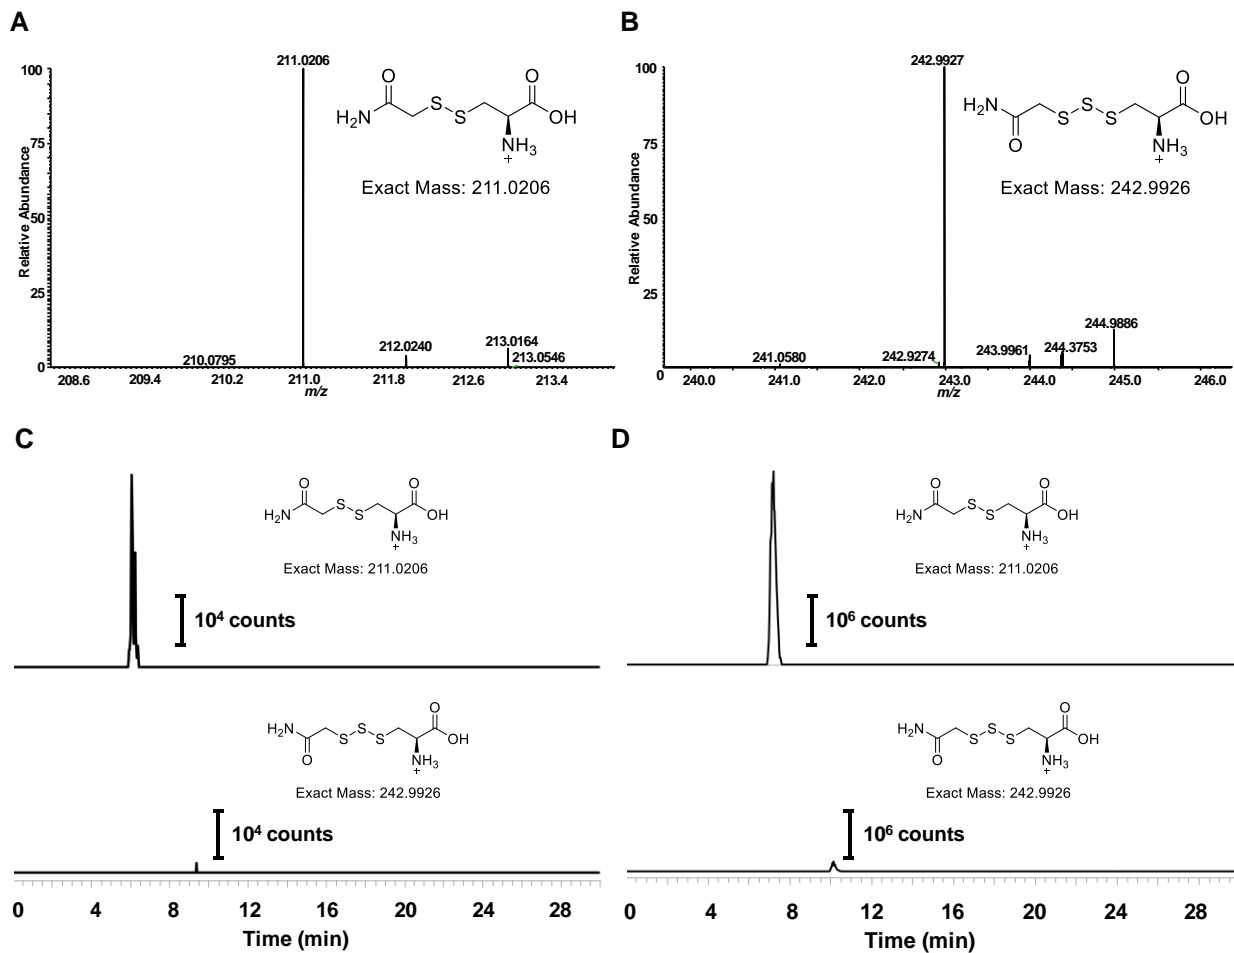 A
Relative Abundance
100
75
50
25
0
211.0206
210.0795
212.0240
213.0164
213.0546
208.6 209.4 210.2 211.0 211.8 212.6 213.4
m/z
O
O
H2N
S
S
OH
NH3
+
Exact Mass: 211.0206
B
Relative Abundance
100
75
50
25
0
242.9927
241.0580
242.9274
243.9961
244.3753
244.9886
240.0 241.0 242.0 243.0 244.0 245.0 246.0
m/z
O
H2N
S
S
S
OH
O
NH3
+
Exact Mass: 242.9926
C
O
O
H2N
S
S
OH
NH3
+
Exact Mass: 211.0206
10⁴ counts
O
H2N
S
S
S
OH
O
NH3
+
Exact Mass: 242.9926
10⁴ counts
0 4 8 12 16 20 24 28
Time (min)
D
O
O
H2N
S
S
OH
NH3
+
Exact Mass: 211.0206
10⁶ counts
O
H2N
S
S
S
OH
O
NH3
+
Exact Mass: 242.9926
10⁶ counts
0 4 8 12 16 20 24 28
Time (min)